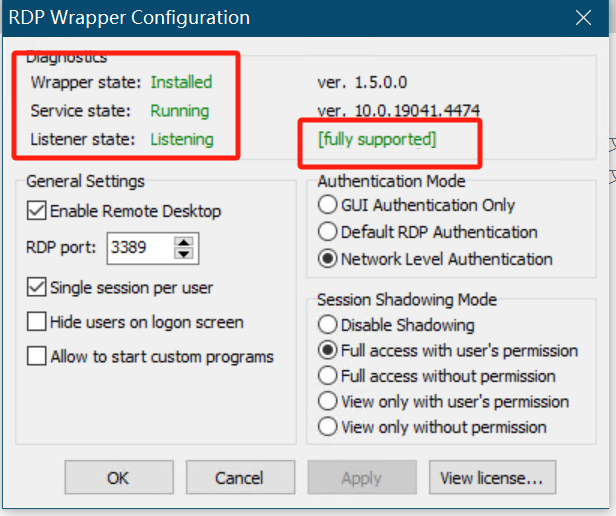 RDP Wrapper Configuration
Diagnostics
Wrapper state: Installed ver. 1.5.0.0
Service state: Running ver. 10.0.19041.4474
Listener state: Listening [fully supported]
General Settings
Enable Remote Desktop
RDP port: 3389
Single session per user
Hide users on logon screen
Allow to start custom programs
Authentication Mode
GUI Authentication Only
Default RDP Authentication
Network Level Authentication
Session Shadowing Mode
Disable Shadowing
Full access with user's permission
Full access without permission
View only with user's permission
View only without permission
OK Cancel Apply View license...